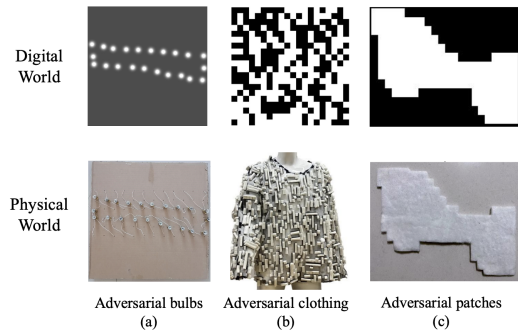 Digital
World
Physical
World
Adversarial bulbs
(a)
Adversarial clothing
(b)
Adversarial patches
(c)